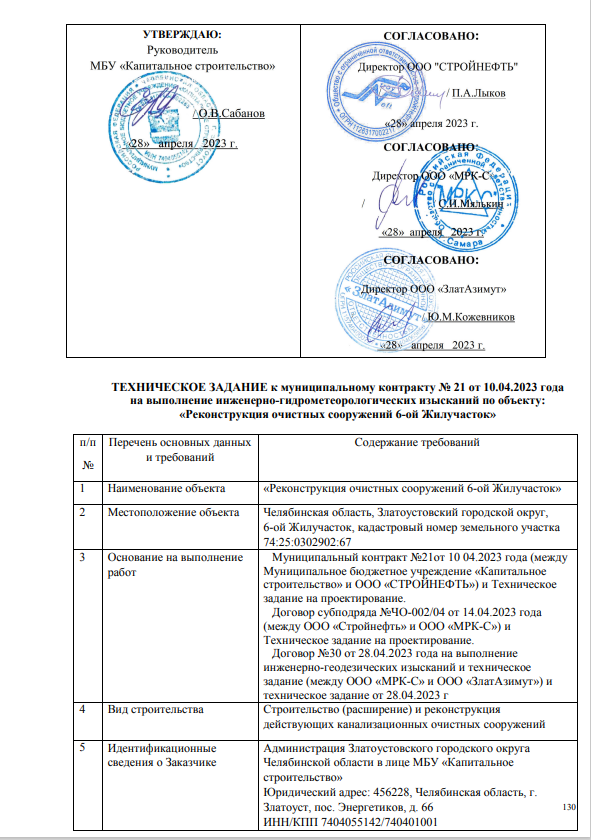 УТВЕРЖДАЮ:
Руководитель
МБУ «Капитальное строительство»
/О.В.Сабанов
«28» апреля 2023 г.
СОГЛАСОВАНО:
Директор ООО "СТРОЙНЕФТЬ"
/ П.А.Лыков
«28» апреля 2023 г.
СОГЛАСОВАНО:
Директор ООО «МРК-С»
/ С.И.Мялькин
«28» апреля 2023 г.
СОГЛАСОВАНО:
Директор ООО «ЗлатАзимут»
/ Ю.М.Кожевников
«28» апреля 2023 г.
ТЕХНИЧЕСКОЕ ЗАДАНИЕ к муниципальному контракту № 21 от 10.04.2023 года
на выполнение инженерно-гидрометеорологических изысканий по объекту:
«Реконструкция очистных сооружений 6-ой Жилучасток»
п/п
№
Перечень основных данных
и требований
Содержание требований
1
Наименование объекта
«Реконструкция очистных сооружений 6-ой Жилучасток»
2
Местоположение объекта
Челябинская область, Златоустовский городской округ,
6-ой Жилучасток, кадастровый номер земельного участка
74:25:0302902:67
3
Основание на выполнение
работ
Муниципальный контракт №21от 10 04.2023 года (между
Муниципальное бюджетное учреждение «Капитальное
строительство» и ООО «СТРОЙНЕФТЬ») и Техническое
задание на проектирование.
Договор субподряда №ЧО-002/04 от 14.04.2023 года
(между ООО «Стройнефть» и ООО «МРК-С») и
Техническое задание на проектирование.
Договор №30 от 28.04.2023 года на выполнение
инженерно-геодезических изысканий и техническое
задание (между ООО «МРК-С» и ООО «ЗлатАзимут») и
техническое задание от 28.04.2023 г
4
Вид строительства
Строительство (расширение) и реконструкция
действующих канализационных очистных сооружений
5
Идентификационные
сведения о Заказчике
Администрация Златоустовского городского округа
Челябинской области в лице МБУ «Капитальное
строительство»
Юридический адрес: 456228, Челябинская область, г.
Златоуст, пос. Энергетиков, д. 66
ИНН/КПП 7404055142/740401001
130